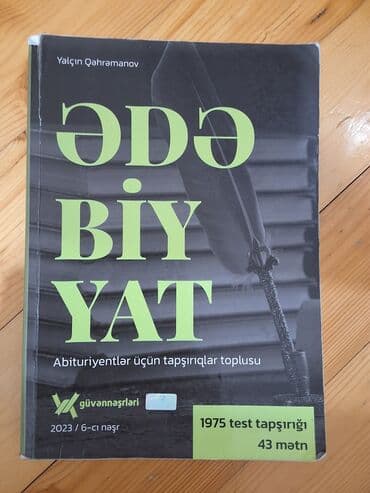 Yalçın Qəhrəmanov
ƏDƏ
BİY
YAT
Abituriyentlər üçün tapşırıqlar toplusu
güvənnəşrləri
2023 / 6-cı nəşr
1975 test tapşırığı
43 mətn